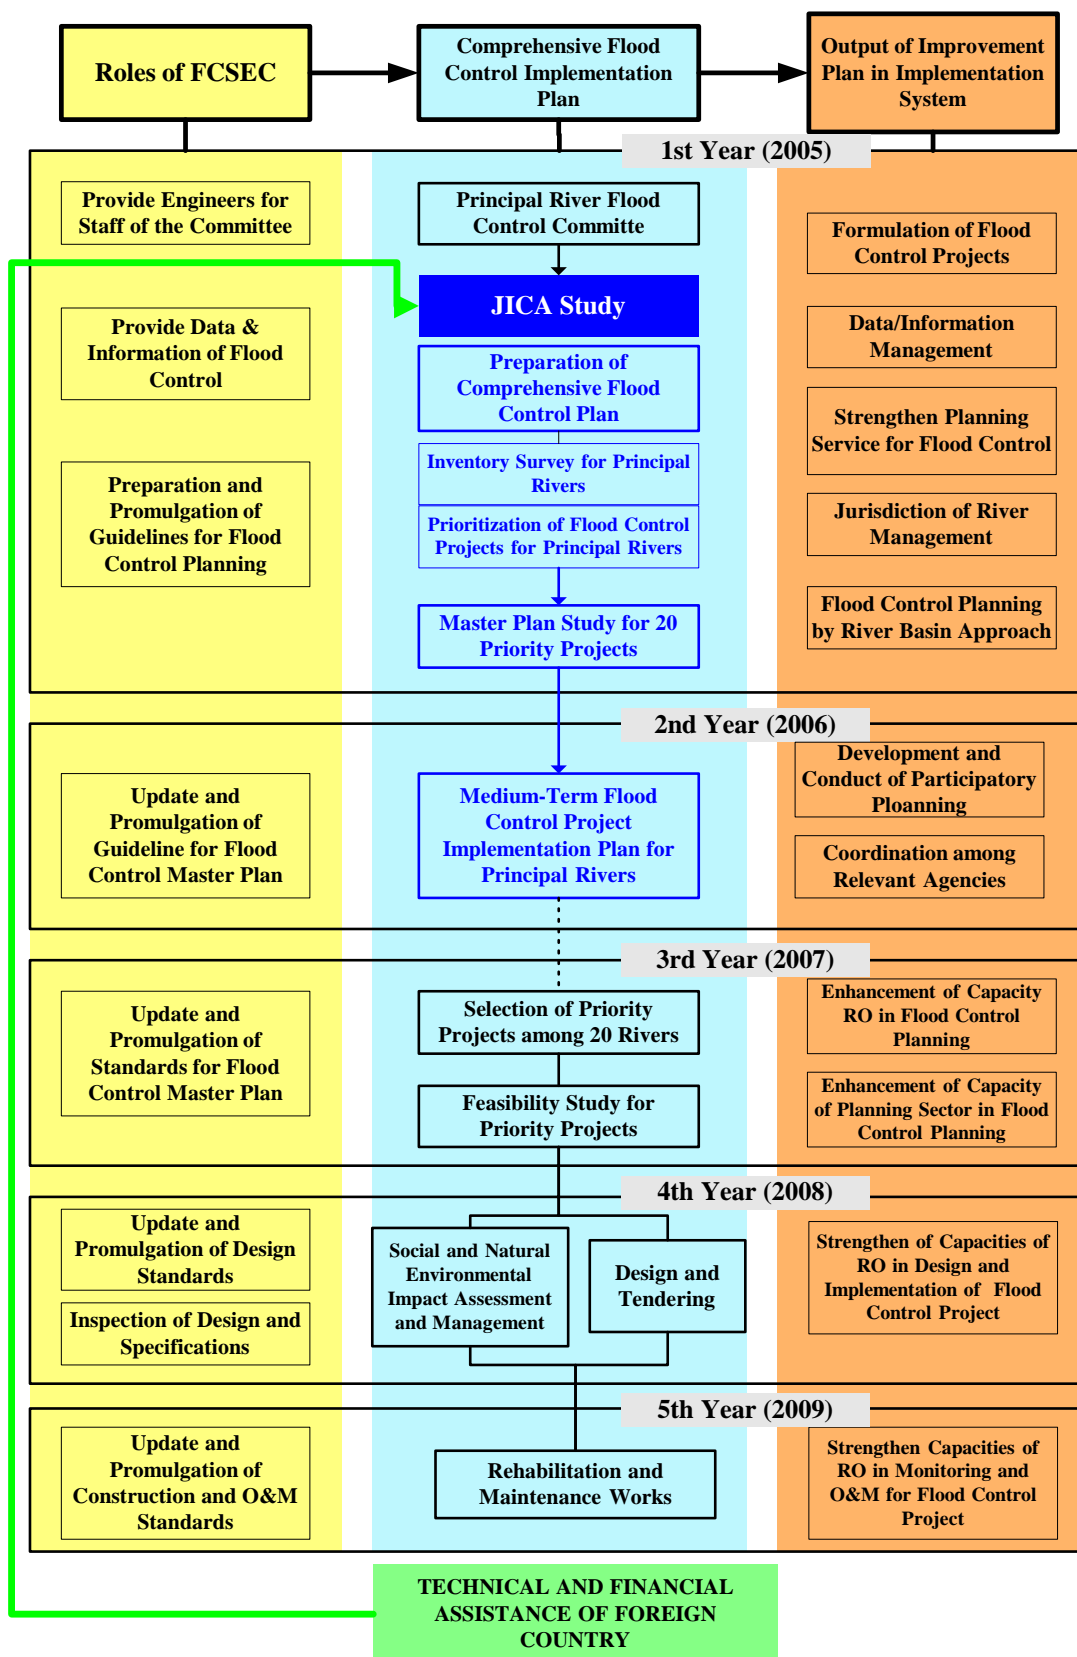 Roles of FCSEC
Comprehensive Flood
Control Implementation
Plan
Output of Improvement
Plan in Implementation
System
1st Year (2005)
Provide Engineers for
Staff of the Committee
Provide Data &
Information of Flood
Control
Preparation and
Promulgation of
Guidelines for Flood
Control Planning
Principal River Flood
Control Committe
JICA Study
Preparation of
Comprehensive Flood
Control Plan
Inventory Survey for Principal
Rivers
Prioritization of Flood Control
Projects for Principal Rivers
Master Plan Study for 20
Priority Projects
Formulation of Flood
Control Projects
Data/Information
Management
Strengthen Planning
Service for Flood Control
Jurisdiction of River
Management
Flood Control Planning
by River Basin Approach
2nd Year (2006)
Update and
Promulgation of
Guideline for Flood
Control Master Plan
Medium-Term Flood
Control Project
Implementation Plan for
Principal Rivers
Development and
Conduct of Participatory
Ploanning
Coordination among
Relevant Agencies
3rd Year (2007)
Update and
Promulgation of
Standards for Flood
Control Master Plan
Selection of Priority
Projects among 20 Rivers
Feasibility Study for
Priority Projects
Enhancement of Capacity
RO in Flood Control
Planning
Enhancement of Capacity
of Planning Sector in Flood
Control Planning
4th Year (2008)
Update and
Promulgation of Design
Standards
Inspection of Design and
Specifications
Social and Natural
Environmental
Impact Assessment
and Management
Design and
Tendering
Strengthen of Capacities of
RO in Design and
Implementation of Flood
Control Project
5th Year (2009)
Update and
Promulgation of
Construction and O&M
Standards
Rehabilitation and
Maintenance Works
Strengthen Capacities of
RO in Monitoring and
O&M for Flood Control
Project
TECHNICAL AND FINANCIAL
ASSISTANCE OF FOREIGN
COUNTRY